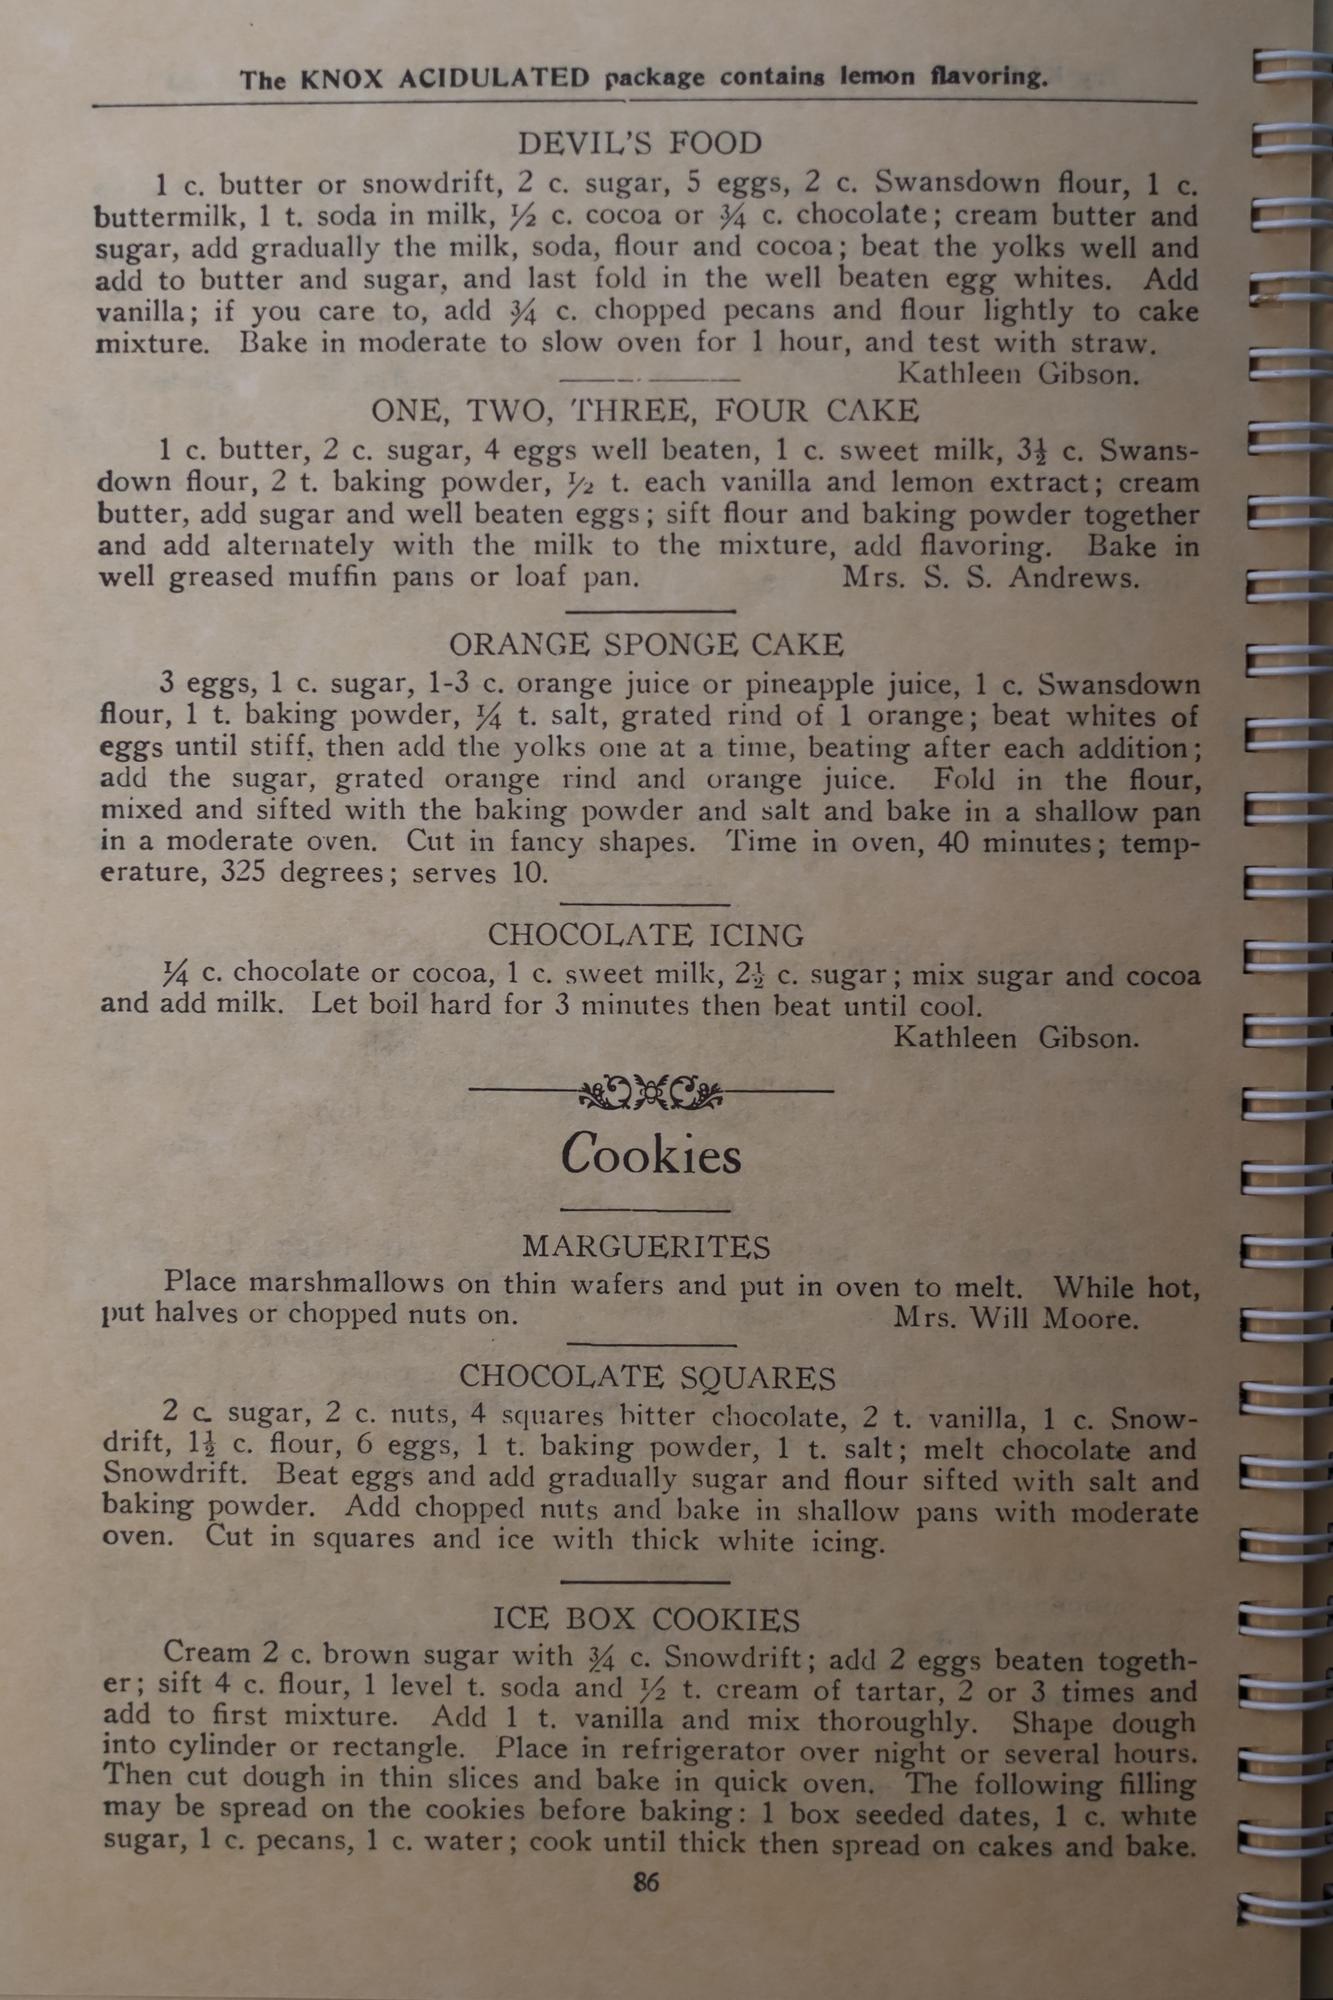 The KNOX ACIDULATED package contains lemon flavoring.
DEVIL'S FOOD
1 c. butter or snowdrift, 2 c. sugar, 5 eggs, 2 c. Swansdown flour, 1 c.
buttermilk, 1 t. soda in milk, ½ c. cocoa or ¾ c. chocolate; cream butter and
sugar, add gradually the milk, soda, flour and cocoa; beat the yolks well and
add to butter and sugar, and last fold in the well beaten egg whites. Add
vanilla; if you care to, add ¾ c. chopped pecans and flour lightly to cake
mixture. Bake in moderate to slow oven for 1 hour, and test with straw.
Kathleen Gibson.
ONE, TWO, THREE, FOUR CAKE
1 c. butter, 2 c. sugar, 4 eggs well beaten, 1 c. sweet milk, 3½ c. Swans-
down flour, 2 t. baking powder, ½ t. each vanilla and lemon extract; cream
butter, add sugar and well beaten eggs; sift flour and baking powder together
and add alternately with the milk to the mixture, add flavoring. Bake in
well greased muffin pans or loaf pan. Mrs. S. S. Andrews.
ORANGE SPONGE CAKE
3 eggs, 1 c. sugar, 1-3 c. orange juice or pineapple juice, 1 c. Swansdown
flour, 1 t. baking powder, ¼ t. salt, grated rind of 1 orange; beat whites of
eggs until stiff, then add the yolks one at a time, beating after each addition;
add the sugar, grated orange rind and orange juice. Fold in the flour,
mixed and sifted with the baking powder and salt and bake in a shallow pan
in a moderate oven. Cut in fancy shapes. Time in oven, 40 minutes; temp-
erature, 325 degrees; serves 10.
CHOCOLATE ICING
¼ c. chocolate or cocoa, 1 c. sweet milk, 2½ c. sugar; mix sugar and cocoa
and add milk. Let boil hard for 3 minutes then beat until cool.
Kathleen Gibson.
Cookies
MARGUERITES
Place marshmallows on thin wafers and put in oven to melt. While hot,
put halves or chopped nuts on. Mrs. Will Moore.
CHOCOLATE SQUARES
2 c. sugar, 2 c. nuts, 4 squares bitter chocolate, 2 t. vanilla, 1 c. Snow-
drift, 1½ c. flour, 6 eggs, 1 t. baking powder, 1 t. salt; melt chocolate and
Snowdrift. Beat eggs and add gradually sugar and flour sifted with salt and
baking powder. Add chopped nuts and bake in shallow pans with moderate
oven. Cut in squares and ice with thick white icing.
ICE BOX COOKIES
Cream 2 c. brown sugar with ¾ c. Snowdrift; add 2 eggs beaten togeth-
er; sift 4 c. flour, 1 level t. soda and ½ t. cream of tartar, 2 or 3 times and
add to first mixture. Add 1 t. vanilla and mix thoroughly. Shape dough
into cylinder or rectangle. Place in refrigerator over night or several hours.
Then cut dough in thin slices and bake in quick oven. The following filling
may be spread on the cookies before baking: 1 box seeded dates, 1 c. white
sugar, 1 c. pecans, 1 c. water; cook until thick then spread on cakes and bake.
86